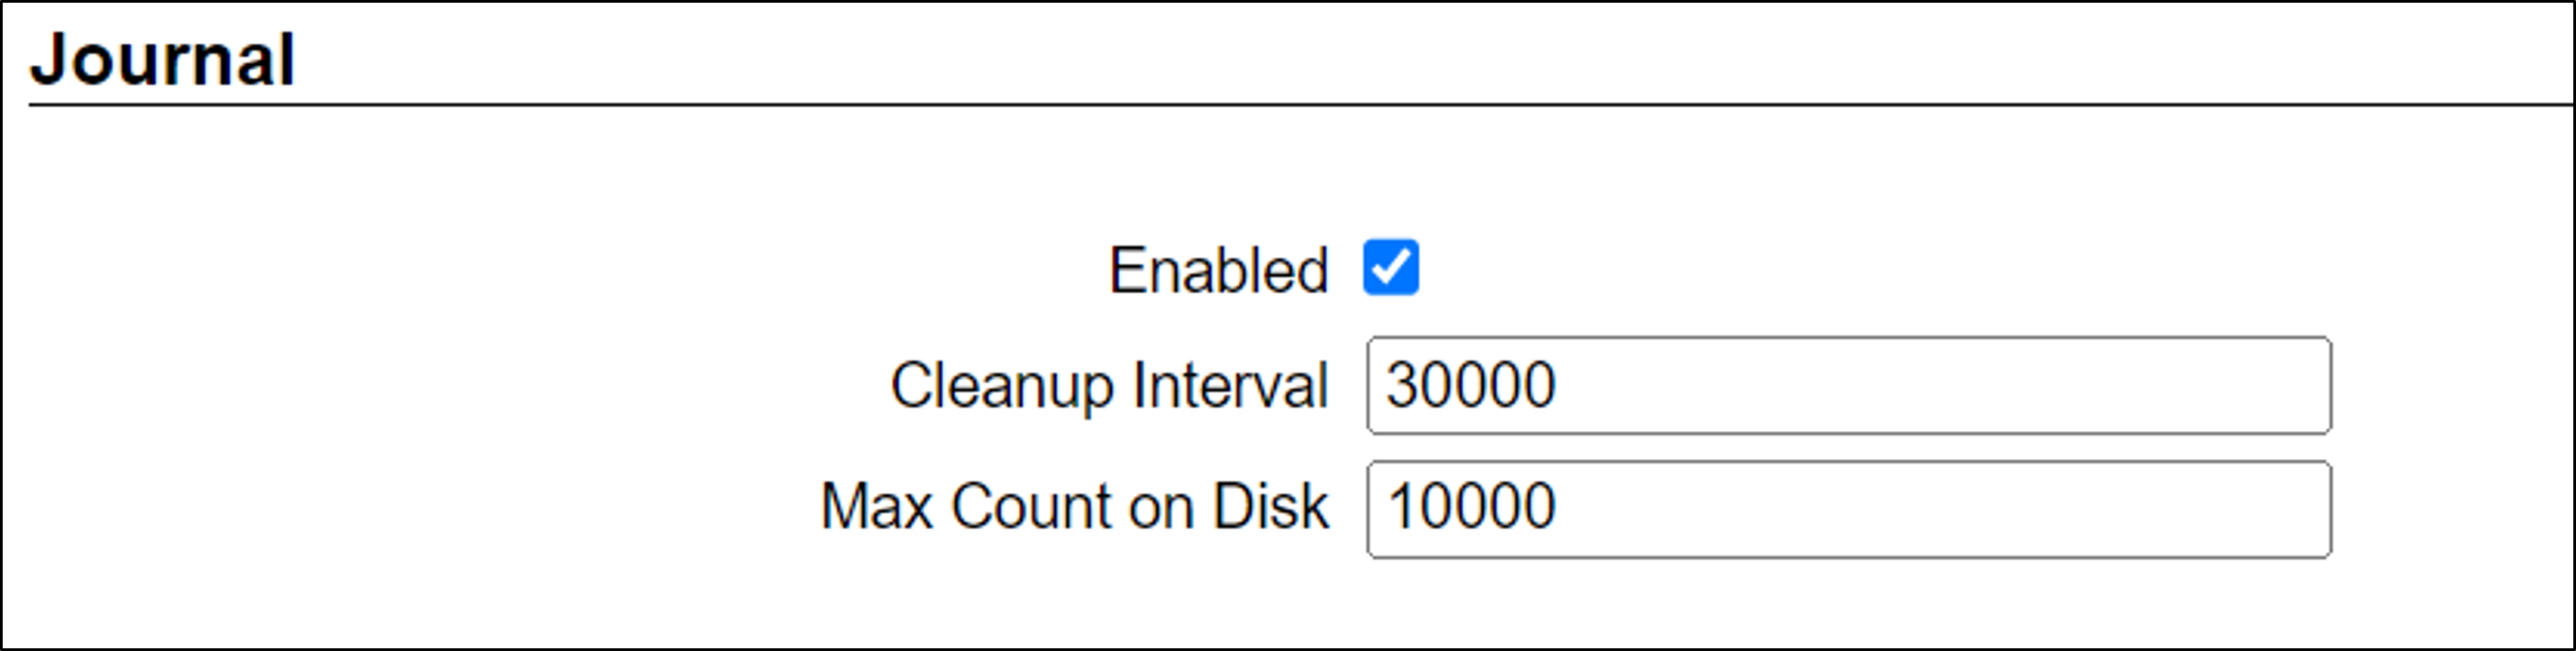 Journal
Enabled
Cleanup Interval 30000
Max Count on Disk 10000